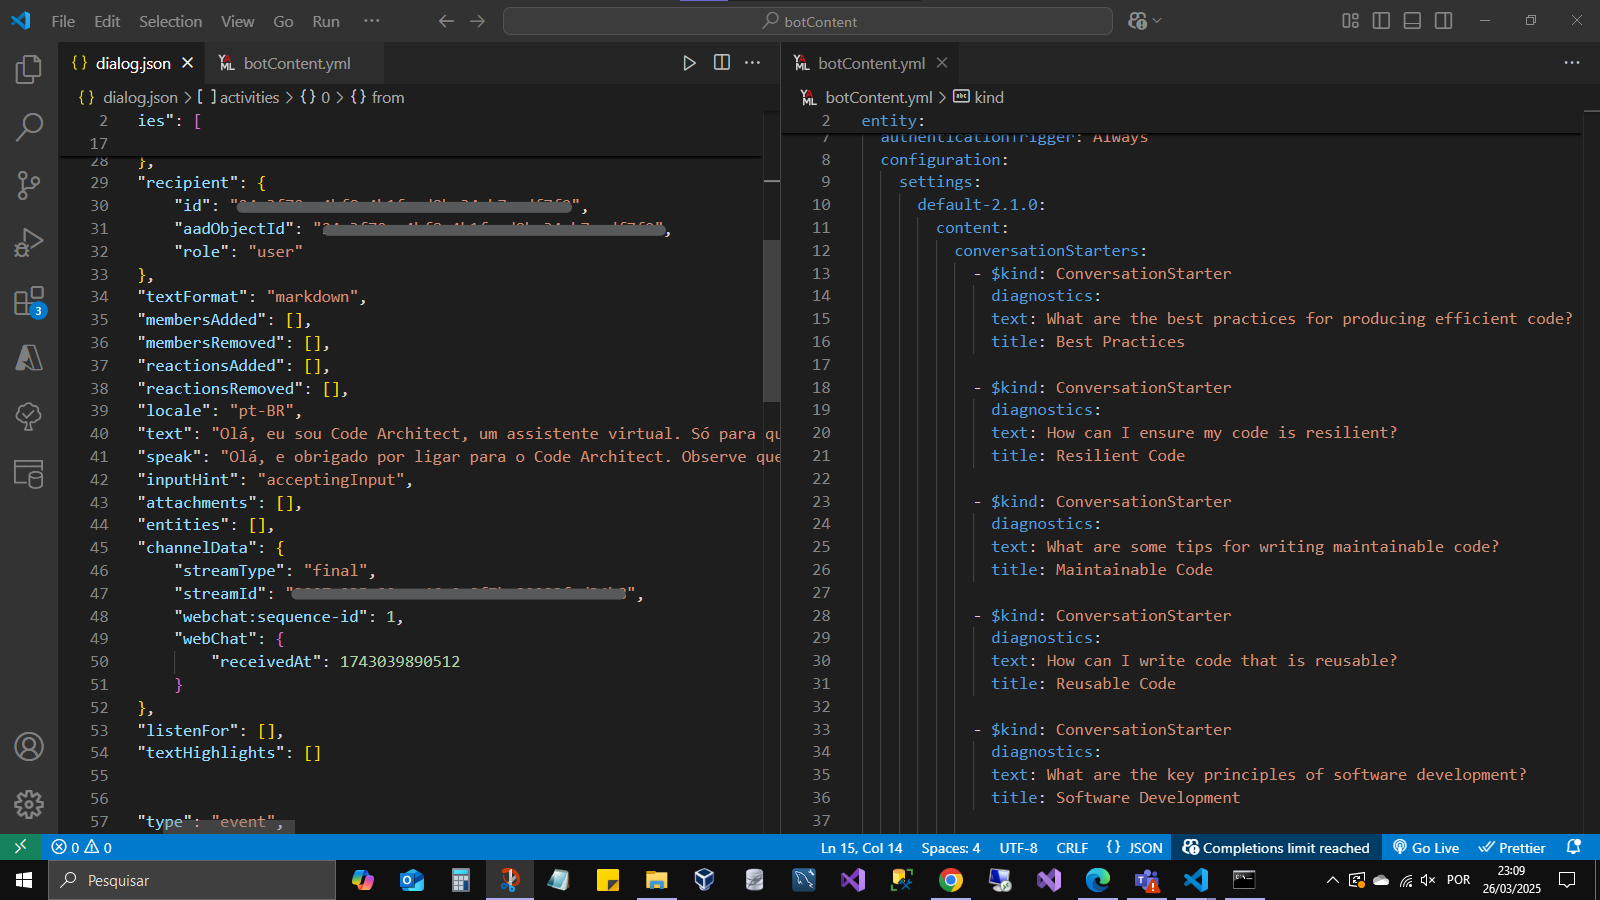 File Edit Selection View Go Run ··· botContent
{} dialog.json botContent.yml
{} dialog.json > [ ] activities > {} 0 > {} from
2 ies": [
17
28 },
29 "recipient": {
30 "id": "",
31 "aadObjectId": "",
32 "role": "user"
33 },
34 "textFormat": "markdown",
35 "membersAdded": [],
36 "membersRemoved": [],
37 "reactionsAdded": [],
38 "reactionsRemoved": [],
39 "locale": "pt-BR",
40 "text": "Olá, eu sou Code Architect, um assistente virtual. Só para qu
41 "speak": "Olá, e obrigado por ligar para o Code Architect. Observe que
42 "inputHint": "acceptingInput",
43 "attachments": [],
44 "entities": [],
45 "channelData": {
46 "streamType": "final",
47 "streamId": "",
48 "webchat:sequence-id": 1,
49 "webChat": {
50 "receivedAt": 1743039890512
51 }
52 },
53 "listenFor": [],
54 "textHighlights": []
55
56
57 "type": "event",
YAML botContent.yml
YAML botContent.yml > abc kind
2 entity:
7 authenticationTrigger: Always
8 configuration:
9 settings:
10 default-2.1.0:
11 content:
12 conversationStarters:
13 - $kind: ConversationStarter
14 diagnostics:
15 text: What are the best practices for producing efficient code?
16 title: Best Practices
17
18 - $kind: ConversationStarter
19 diagnostics:
20 text: How can I ensure my code is resilient?
21 title: Resilient Code
22
23 - $kind: ConversationStarter
24 diagnostics:
25 text: What are some tips for writing maintainable code?
26 title: Maintainable Code
27
28 - $kind: ConversationStarter
29 diagnostics:
30 text: How can I write code that is reusable?
31 title: Reusable Code
32
33 - $kind: ConversationStarter
34 diagnostics:
35 text: What are the key principles of software development?
36 title: Software Development
37
3
0 0 Ln 15, Col 14 Spaces: 4 UTF-8 CRLF {} JSON Completions limit reached Go Live Prettier
Pesquisar POR 23:09
26/03/2025